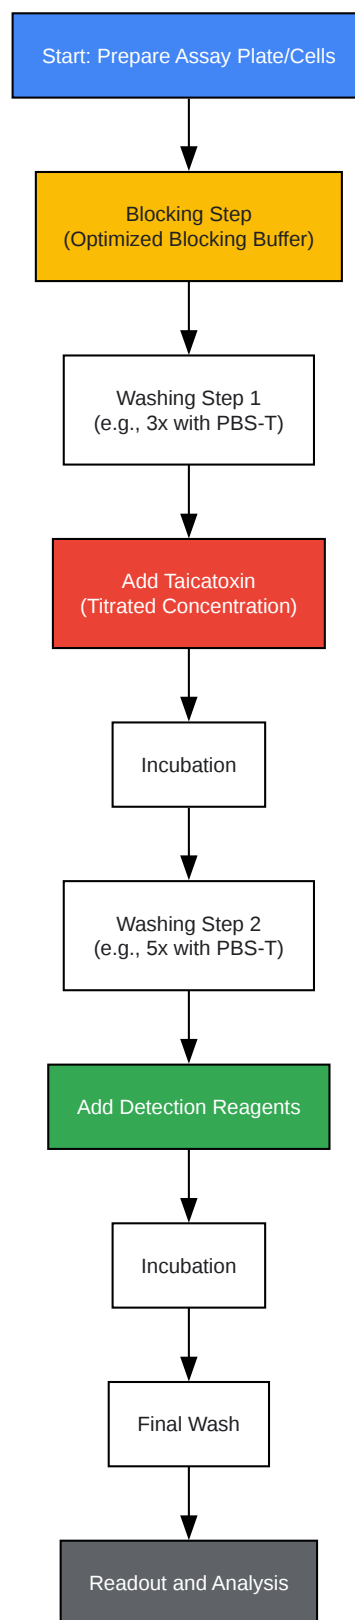 Start: Prepare Assay Plate/Cells
Blocking Step
(Optimized Blocking Buffer)
Washing Step 1
(e.g., 3x with PBS-T)
Add Taicatoxin
(Titrated Concentration)
Incubation
Washing Step 2
(e.g., 5x with PBS-T)
Add Detection Reagents
Incubation
Final Wash
Readout and Analysis